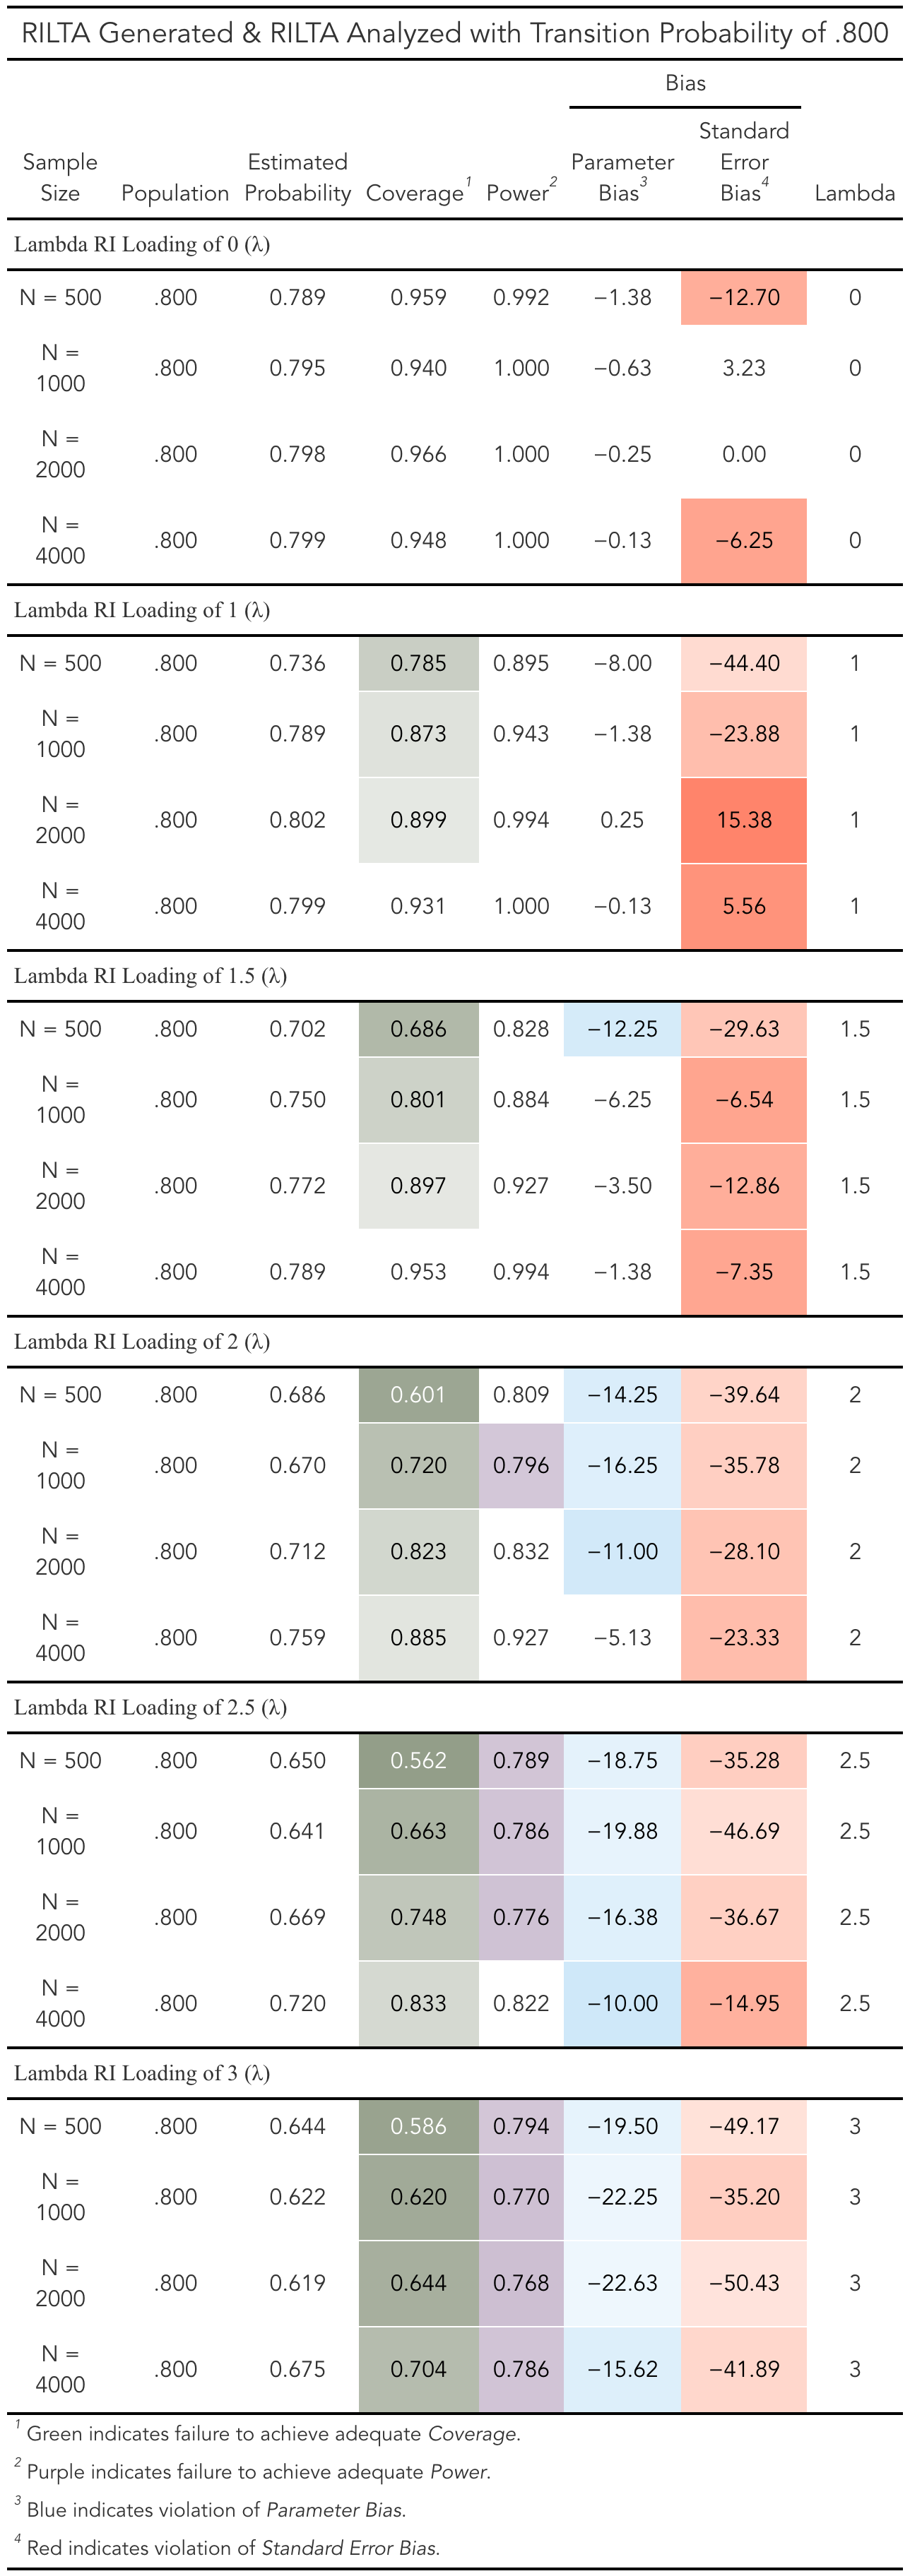 RILTA Generated & RILTA Analyzed with Transition Probability of .800
Bias
Sample Size Population Estimated Probability Coverage1 Power2 Parameter Bias3 Standard Error Bias4 Lambda
Lambda RI Loading of 0 (λ)
N = 500 .800 0.789 0.959 0.992 −1.38 −12.70 0
N = 1000 .800 0.795 0.940 1.000 −0.63 3.23 0
N = 2000 .800 0.798 0.966 1.000 −0.25 0.00 0
N = 4000 .800 0.799 0.948 1.000 −0.13 −6.25 0
Lambda RI Loading of 1 (λ)
N = 500 .800 0.736 0.785 0.895 −8.00 −44.40 1
N = 1000 .800 0.789 0.873 0.943 −1.38 −23.88 1
N = 2000 .800 0.802 0.899 0.994 0.25 15.38 1
N = 4000 .800 0.799 0.931 1.000 −0.13 5.56 1
Lambda RI Loading of 1.5 (λ)
N = 500 .800 0.702 0.686 0.828 −12.25 −29.63 1.5
N = 1000 .800 0.750 0.801 0.884 −6.25 −6.54 1.5
N = 2000 .800 0.772 0.897 0.927 −3.50 −12.86 1.5
N = 4000 .800 0.789 0.953 0.994 −1.38 −7.35 1.5
Lambda RI Loading of 2 (λ)
N = 500 .800 0.686 0.601 0.809 −14.25 −39.64 2
N = 1000 .800 0.670 0.720 0.796 −16.25 −35.78 2
N = 2000 .800 0.712 0.823 0.832 −11.00 −28.10 2
N = 4000 .800 0.759 0.885 0.927 −5.13 −23.33 2
Lambda RI Loading of 2.5 (λ)
N = 500 .800 0.650 0.562 0.789 −18.75 −35.28 2.5
N = 1000 .800 0.641 0.663 0.786 −19.88 −46.69 2.5
N = 2000 .800 0.669 0.748 0.776 −16.38 −36.67 2.5
N = 4000 .800 0.720 0.833 0.822 −10.00 −14.95 2.5
Lambda RI Loading of 3 (λ)
N = 500 .800 0.644 0.586 0.794 −19.50 −49.17 3
N = 1000 .800 0.622 0.620 0.770 −22.25 −35.20 3
N = 2000 .800 0.619 0.644 0.768 −22.63 −50.43 3
N = 4000 .800 0.675 0.704 0.786 −15.62 −41.89 3
1 Green indicates failure to achieve adequate Coverage.
2 Purple indicates failure to achieve adequate Power.
3 Blue indicates violation of Parameter Bias.
4 Red indicates violation of Standard Error Bias.